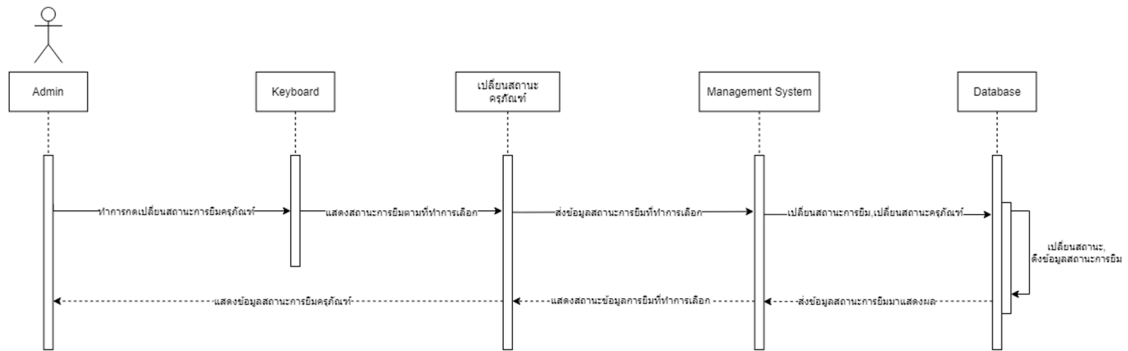 Admin
Keyboard
เปลี่ยนสถานะ
ครุภัณฑ์
Management System
Database
ทำการกดเปลี่ยนสถานะการยืมครุภัณฑ์
แสดงสถานะการยืมตามที่ทำการเลือก
ส่งข้อมูลสถานะการยืมที่ทำการเลือก
เปลี่ยนสถานะการยืม,เปลี่ยนสถานะครุภัณฑ์
เปลี่ยนสถานะ,
ดึงข้อมูลสถานะการยืม
แสดงข้อมูลสถานะการยืมครุภัณฑ์
แสดงสถานะข้อมูลการยืมที่ทำการเลือก
ส่งข้อมูลสถานะการยืมมาแสดงผล